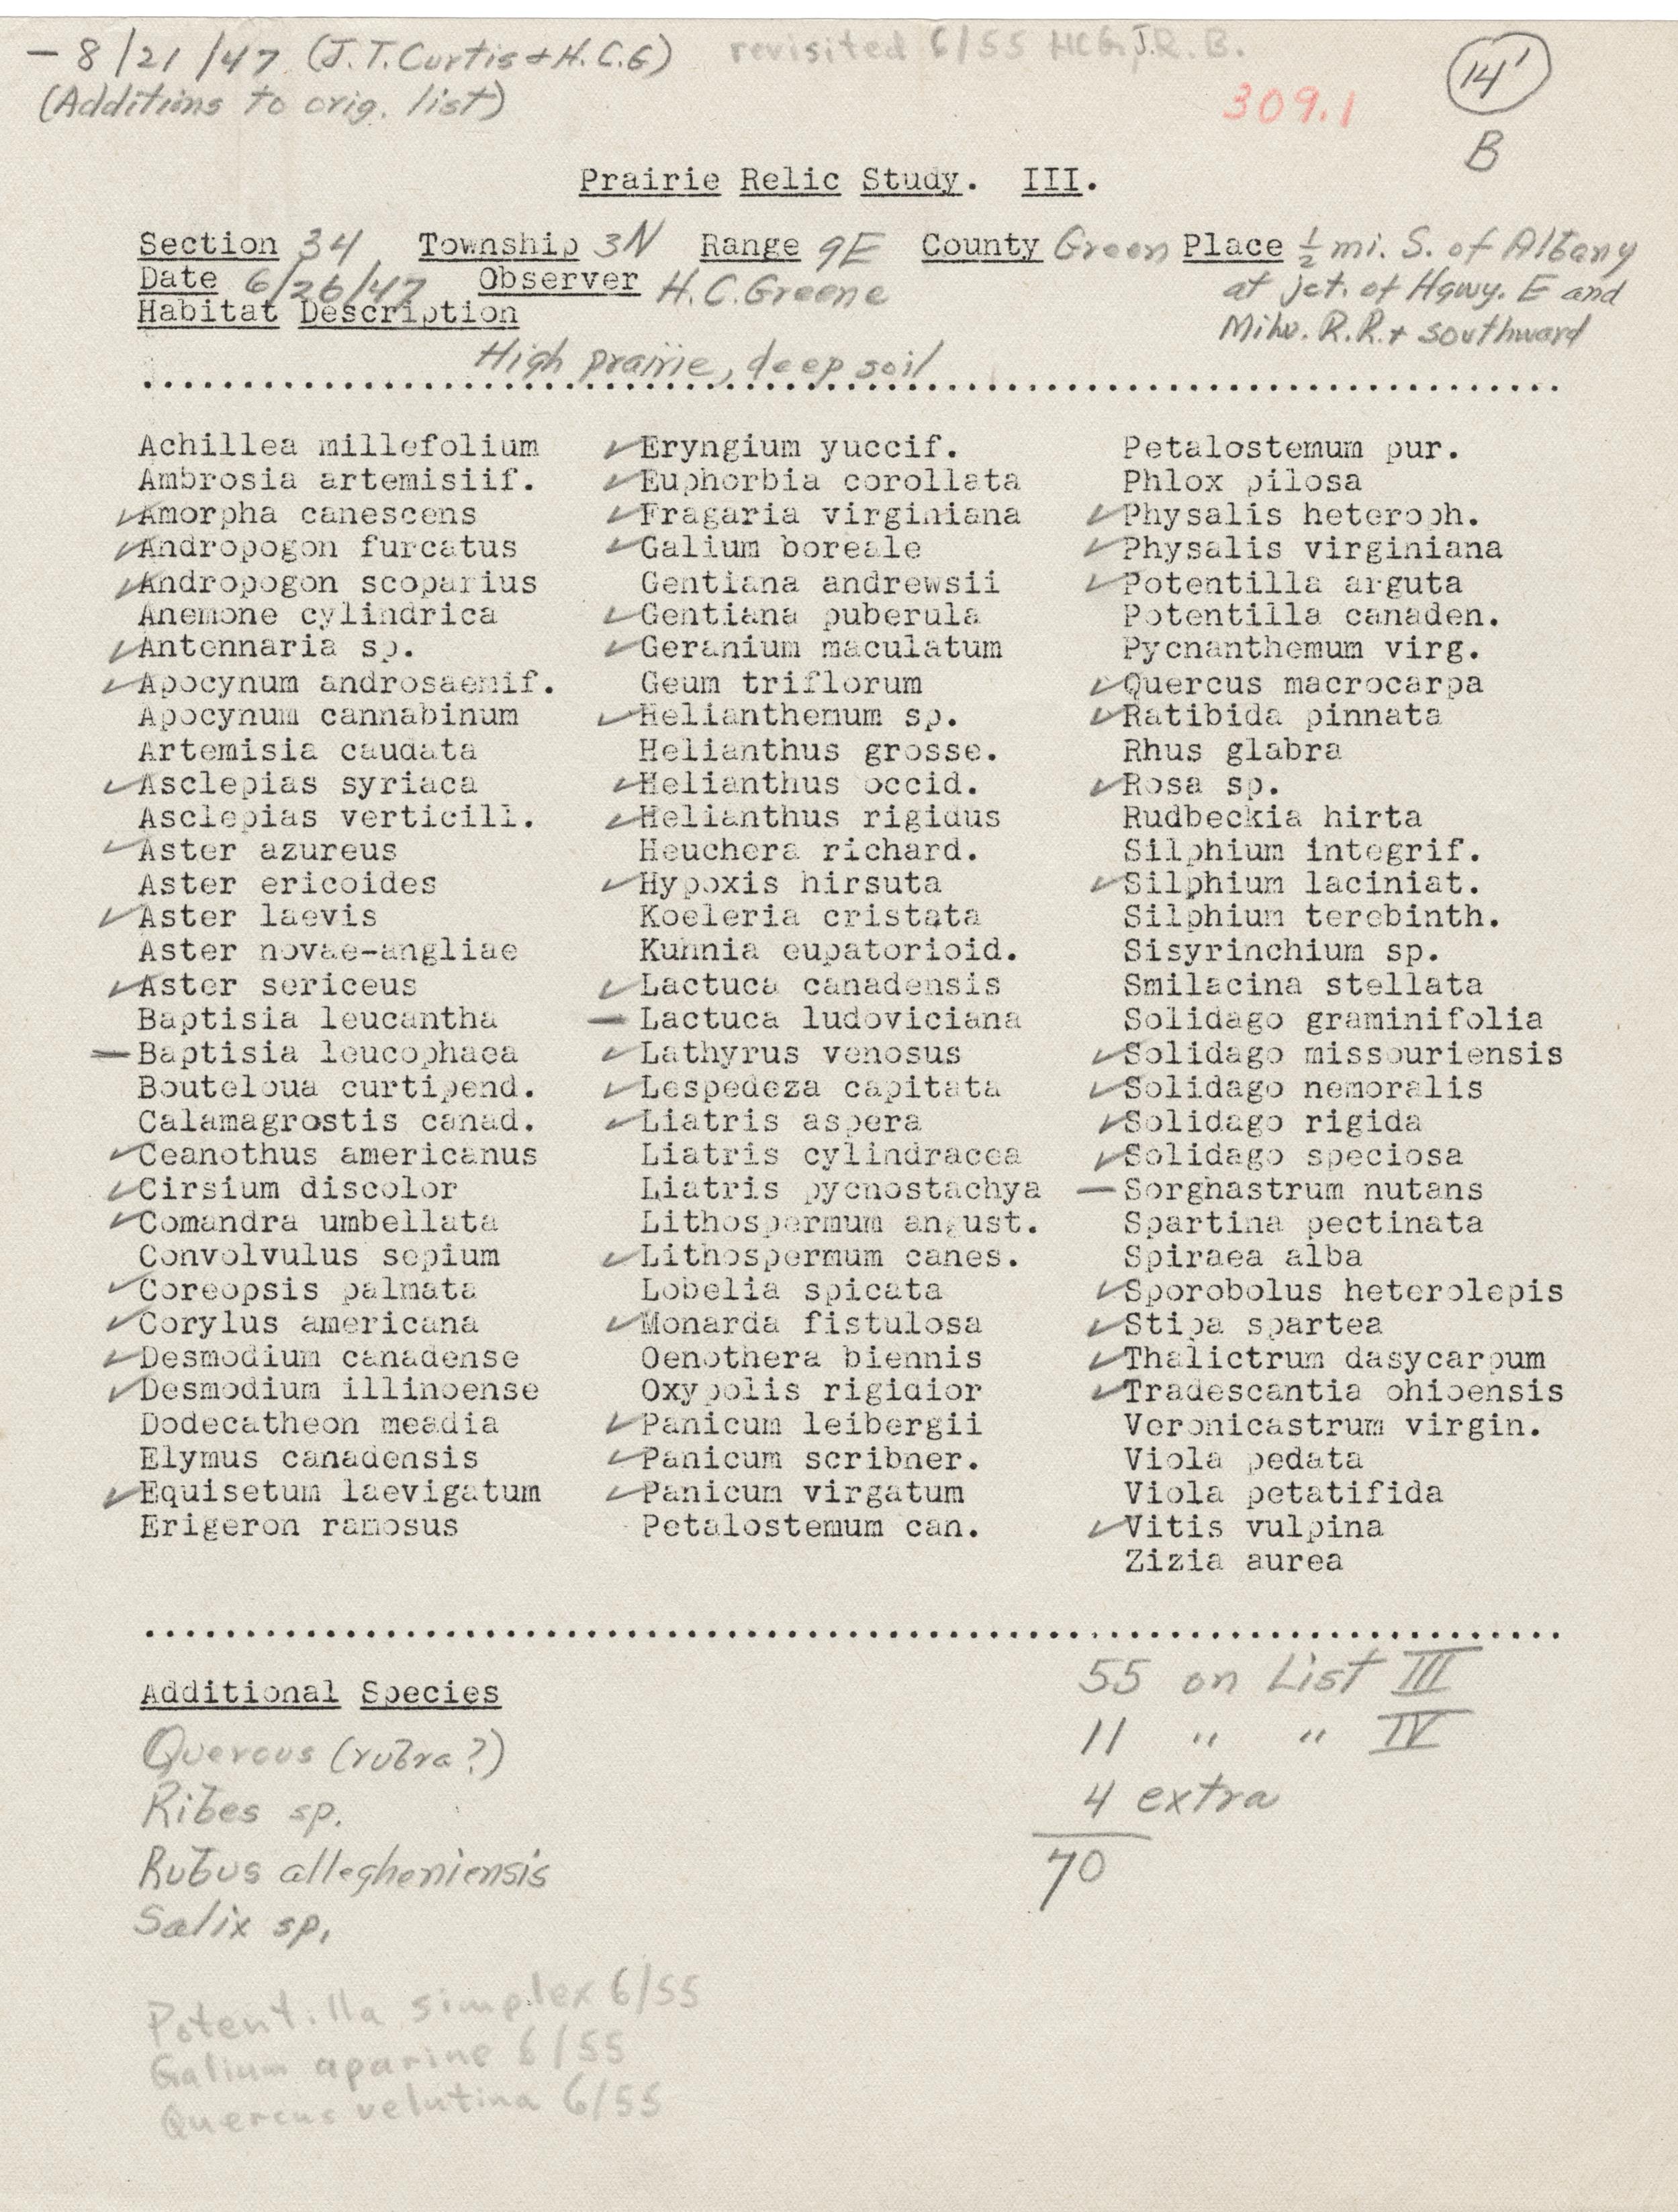 — 8/21/47 (J.T. Curtis + H.C.G) revisited 6/55 HCG, J.R.B.
(Additions to orig. list)
309.1
14'
B
Prairie Relic Study. III.
Section 34 Township 3N Range 9E County Green Place ½ mi. S. of Albany
Date 6/26/47 Observer H.C. Greene at jct. of Hgwy. E and
Habitat Description Milw. R.R. + southward
High prairie, deep soil
Achillea millefolium
Ambrosia artemisiif.
✓Amorpha canescens
✓Andropogon furcatus
✓Andropogon scoparius
Anemone cylindrica
✓Antennaria sp.
✓Apocynum androsaemif.
Apocynum cannabinum
Artemisia caudata
✓Asclepias syriaca
Asclepias verticill.
✓Aster azureus
Aster ericoides
✓Aster laevis
Aster novae-angliae
✓Aster sericeus
Baptisia leucantha
—Baptisia leucophaea
Bouteloua curtipend.
Calamagrostis canad.
✓Ceanothus americanus
✓Cirsium discolor
✓Comandra umbellata
Convolvulus sepium
✓Coreopsis palmata
✓Corylus americana
✓Desmodium canadense
✓Desmodium illinoense
Dodecatheon meadia
Elymus canadensis
✓Equisetum laevigatum
Erigeron ramosus
✓Eryngium yuccif.
✓Euphorbia corollata
✓Fragaria virginiana
✓Galium boreale
Gentiana andrewsii
✓Gentiana puberula
✓Geranium maculatum
Geum triflorum
✓Helianthemum sp.
Helianthus grosse.
✓Helianthus occid.
✓Helianthus rigidus
Heuchera richard.
✓Hypoxis hirsuta
Koeleria cristata
Kuhnia eupatorioid.
✓Lactuca canadensis
—Lactuca ludoviciana
✓Lathyrus venosus
✓Lespedeza capitata
✓Liatris aspera
Liatris cylindracea
Liatris pycnostachya
Lithospermum angust.
✓Lithospermum canes.
Lobelia spicata
✓Monarda fistulosa
Oenothera biennis
Oxypolis rigidior
✓Panicum leibergii
✓Panicum scribner.
✓Panicum virgatum
Petalostemum can.
Petalostemum pur.
Phlox pilosa
✓Physalis heteroph.
✓Physalis virginiana
✓Potentilla arguta
Potentilla canaden.
Pycnanthemum virg.
✓Quercus macrocarpa
✓Ratibida pinnata
Rhus glabra
✓Rosa sp.
Rudbeckia hirta
Silphium integrif.
✓Silphium laciniat.
Silphium terebinth.
Sisyrinchium sp.
Smilacina stellata
Solidago graminifolia
✓Solidago missouriensis
✓Solidago nemoralis
✓Solidago rigida
✓Solidago speciosa
—Sorghastrum nutans
Spartina pectinata
Spiraea alba
✓Sporobolus heterolepis
✓Stipa spartea
✓Thalictrum dasycarpum
✓Tradescantia ohioensis
Veronicastrum virgin.
Viola pedata
Viola petatifida
✓Vitis vulpina
Zizia aurea
Additional Species
Quercus (rubra?)
Ribes sp.
Rubus allegheniensis
Salix sp.
Potentilla simplex 6/55
Galium aparine 6/55
Quercus velutina 6/55
55 on List III
11 " " IV
4 extra
70